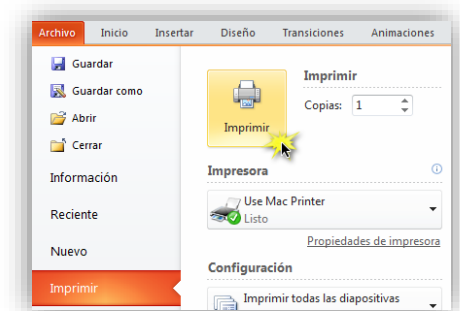 Archivo Inicio Insertar Diseño Transiciones Animaciones
Guardar
Guardar como
Abrir
Cerrar
Información
Reciente
Nuevo
Imprimir
Imprimir
Imprimir
Copias: 1
Impresora
Use Mac Printer
Listo
Propiedades de impresora
Configuración
Imprimir todas las diapositivas